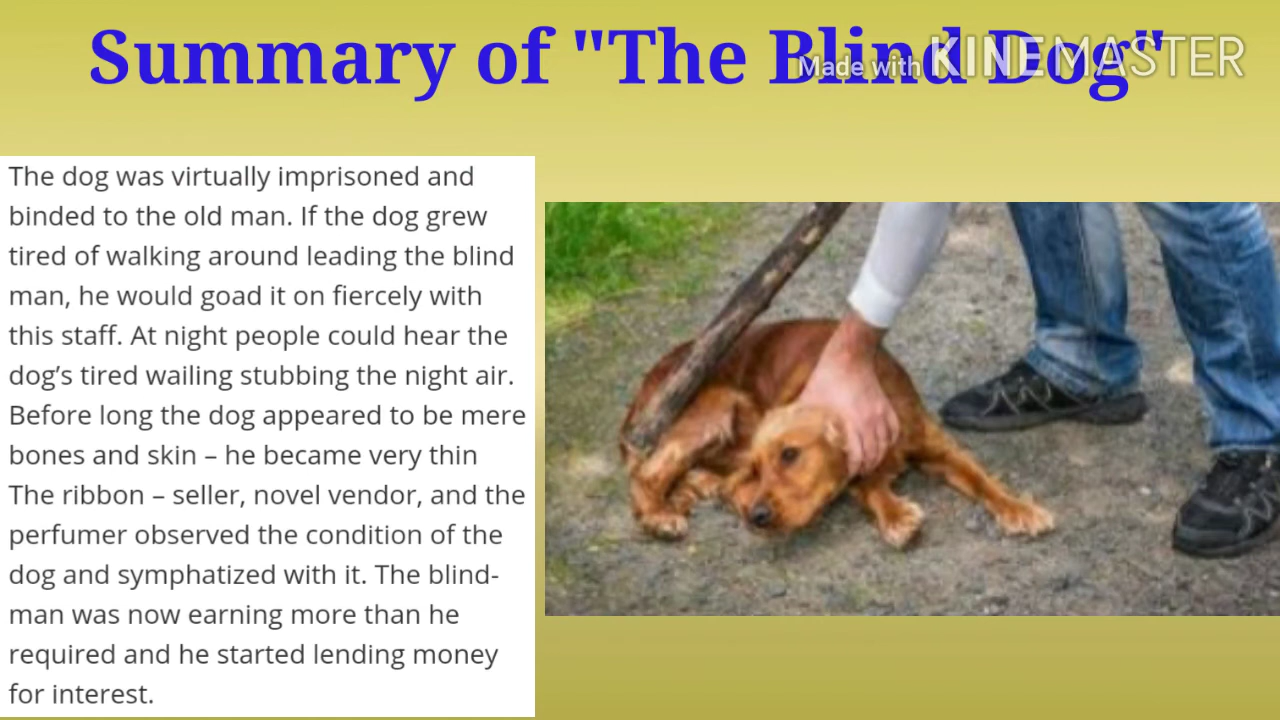 Summary of "The Blind Dog"
Made with KINEMASTER
The dog was virtually imprisoned and
binded to the old man. If the dog grew
tired of walking around leading the blind
man, he would goad it on fiercely with
this staff. At night people could hear the
dog’s tired wailing stubbing the night air.
Before long the dog appeared to be mere
bones and skin – he became very thin
The ribbon – seller, novel vendor, and the
perfumer observed the condition of the
dog and symphatized with it. The blind-
man was now earning more than he
required and he started lending money
for interest.